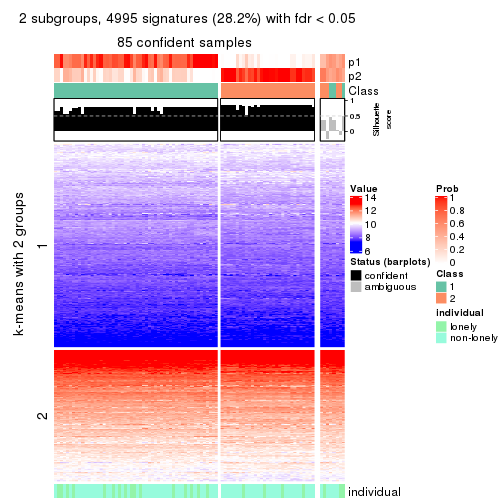 2 subgroups, 4995 signatures (28.2%) with fdr < 0.05
85 confident samples
p1
p2
Class
1
0.5
0
Silhouette
score
k-means with 2 groups
1
2
individual
Value
14
12
10
8
6
Status (barplots)
confident
ambiguous
Prob
1
0.8
0.6
0.4
0.2
0
Class
1
2
individual
lonely
non-lonely